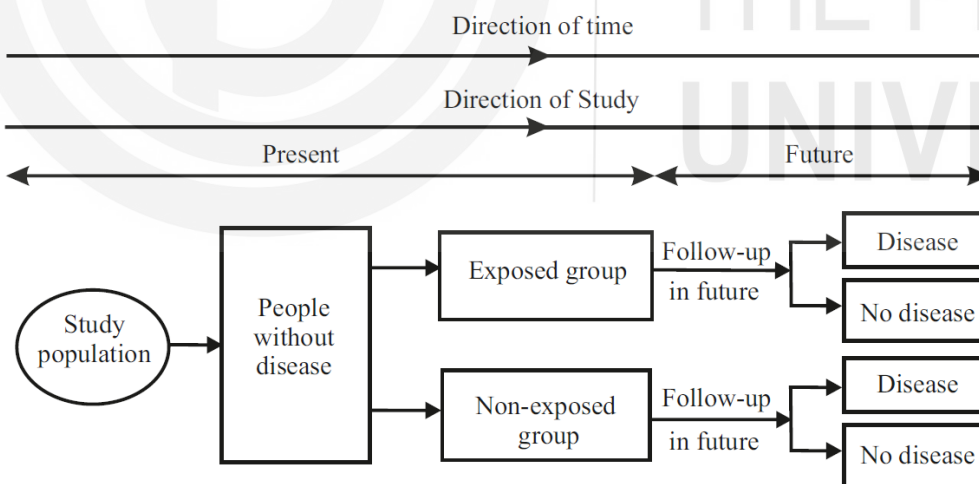 Direction of time
Direction of Study
Present
Future
Study
population
People
without
disease
Exposed group
Follow-up
in future
Disease
No disease
Non-exposed
group
Follow-up
in future
Disease
No disease